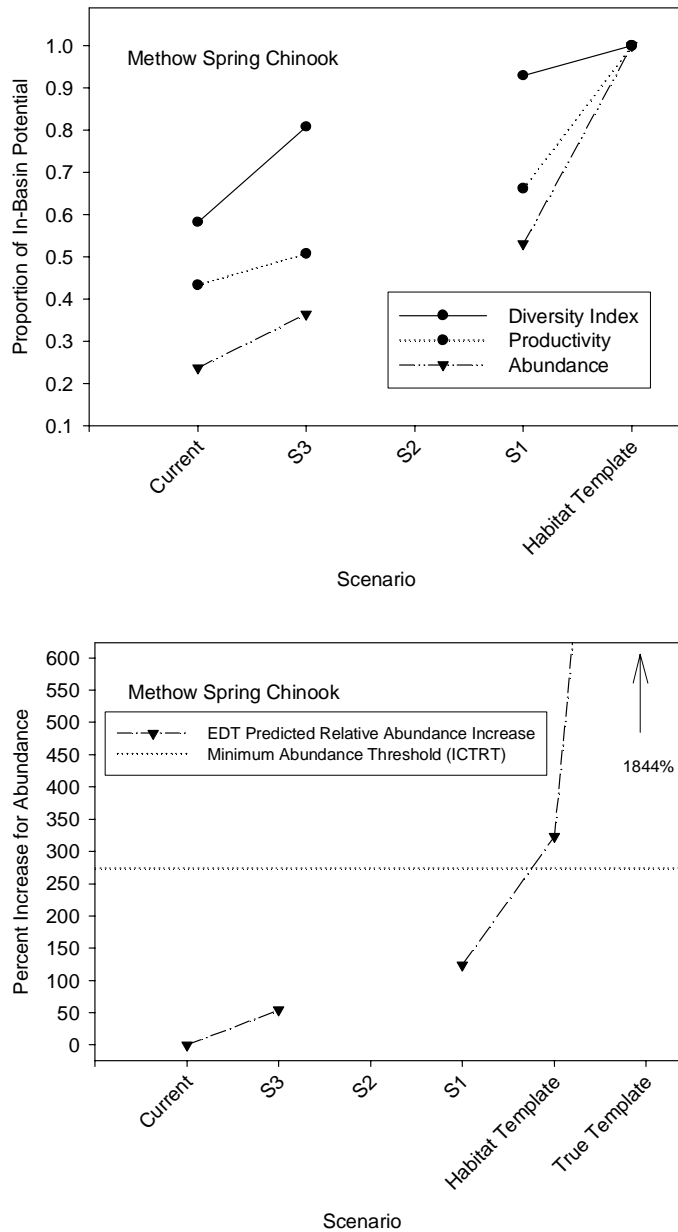 Methow Spring Chinook
Proportion of In-Basin Potential
1.0
0.9
0.8
0.7
0.6
0.5
0.4
0.3
0.2
0.1
Diversity Index
Productivity
Abundance
Current
S3
S2
S1
Habitat Template
Scenario
Methow Spring Chinook
Percent Increase for Abundance
600
550
500
450
400
350
300
250
200
150
100
50
0
EDT Predicted Relative Abundance Increase
Minimum Abundance Threshold (ICTRT)
1844%
Current
S3
S2
S1
Habitat Template
True Template
Scenario